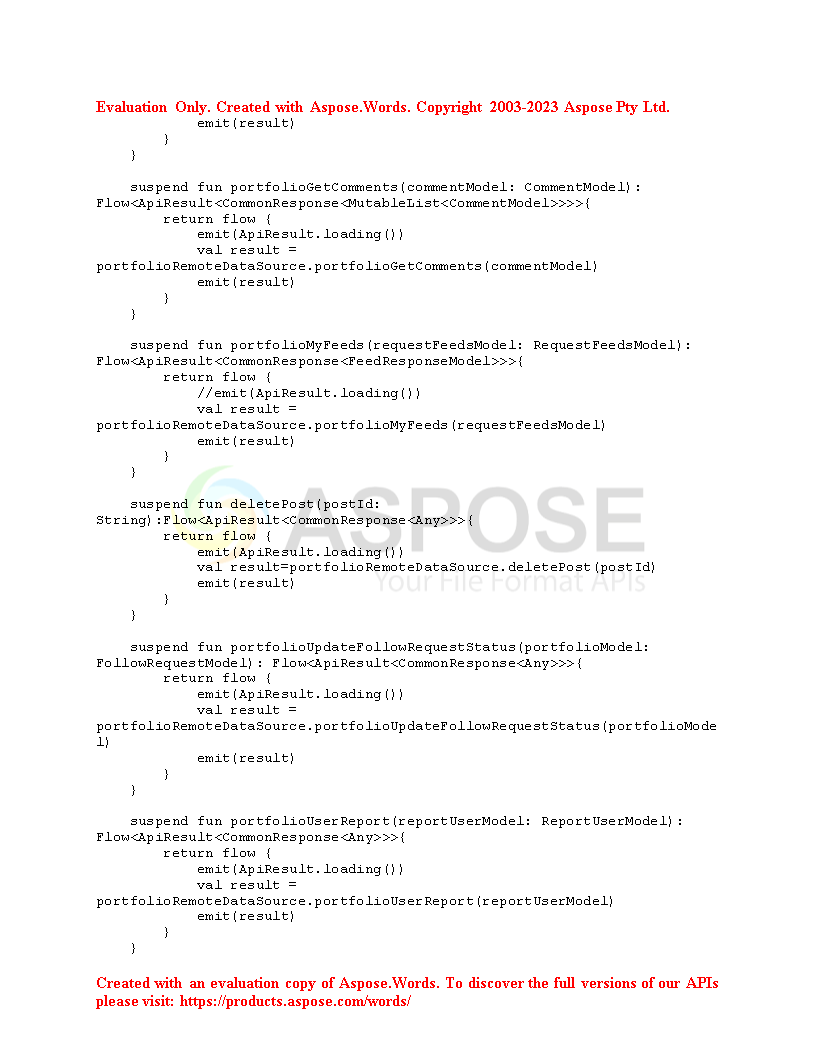 Evaluation Only. Created with Aspose.Words. Copyright 2003-2023 Aspose Pty Ltd.
            emit(result)
        }
    }

    suspend fun portfolioGetComments(commentModel: CommentModel):
Flow<ApiResult<CommonResponse<MutableList<CommentModel>>>>{
        return flow {
            emit(ApiResult.loading())
            val result =
portfolioRemoteDataSource.portfolioGetComments(commentModel)
            emit(result)
        }
    }

    suspend fun portfolioMyFeeds(requestFeedsModel: RequestFeedsModel):
Flow<ApiResult<CommonResponse<FeedResponseModel>>>{
        return flow {
            //emit(ApiResult.loading())
            val result =
portfolioRemoteDataSource.portfolioMyFeeds(requestFeedsModel)
            emit(result)
        }
    }

    suspend fun deletePost(postId:
String):Flow<ApiResult<CommonResponse<Any>>>{
        return flow {
            emit(ApiResult.loading())
            val result=portfolioRemoteDataSource.deletePost(postId)
            emit(result)
        }
    }
ASPOSE
Your File Format APIs

    suspend fun portfolioUpdateFollowRequestStatus(portfolioModel:
FollowRequestModel): Flow<ApiResult<CommonResponse<Any>>>{
        return flow {
            emit(ApiResult.loading())
            val result =
portfolioRemoteDataSource.portfolioUpdateFollowRequestStatus(portfolioMode
l)
            emit(result)
        }
    }

    suspend fun portfolioUserReport(reportUserModel: ReportUserModel):
Flow<ApiResult<CommonResponse<Any>>>{
        return flow {
            emit(ApiResult.loading())
            val result =
portfolioRemoteDataSource.portfolioUserReport(reportUserModel)
            emit(result)
        }
    }

Created with an evaluation copy of Aspose.Words. To discover the full versions of our APIs
please visit: https://products.aspose.com/words/